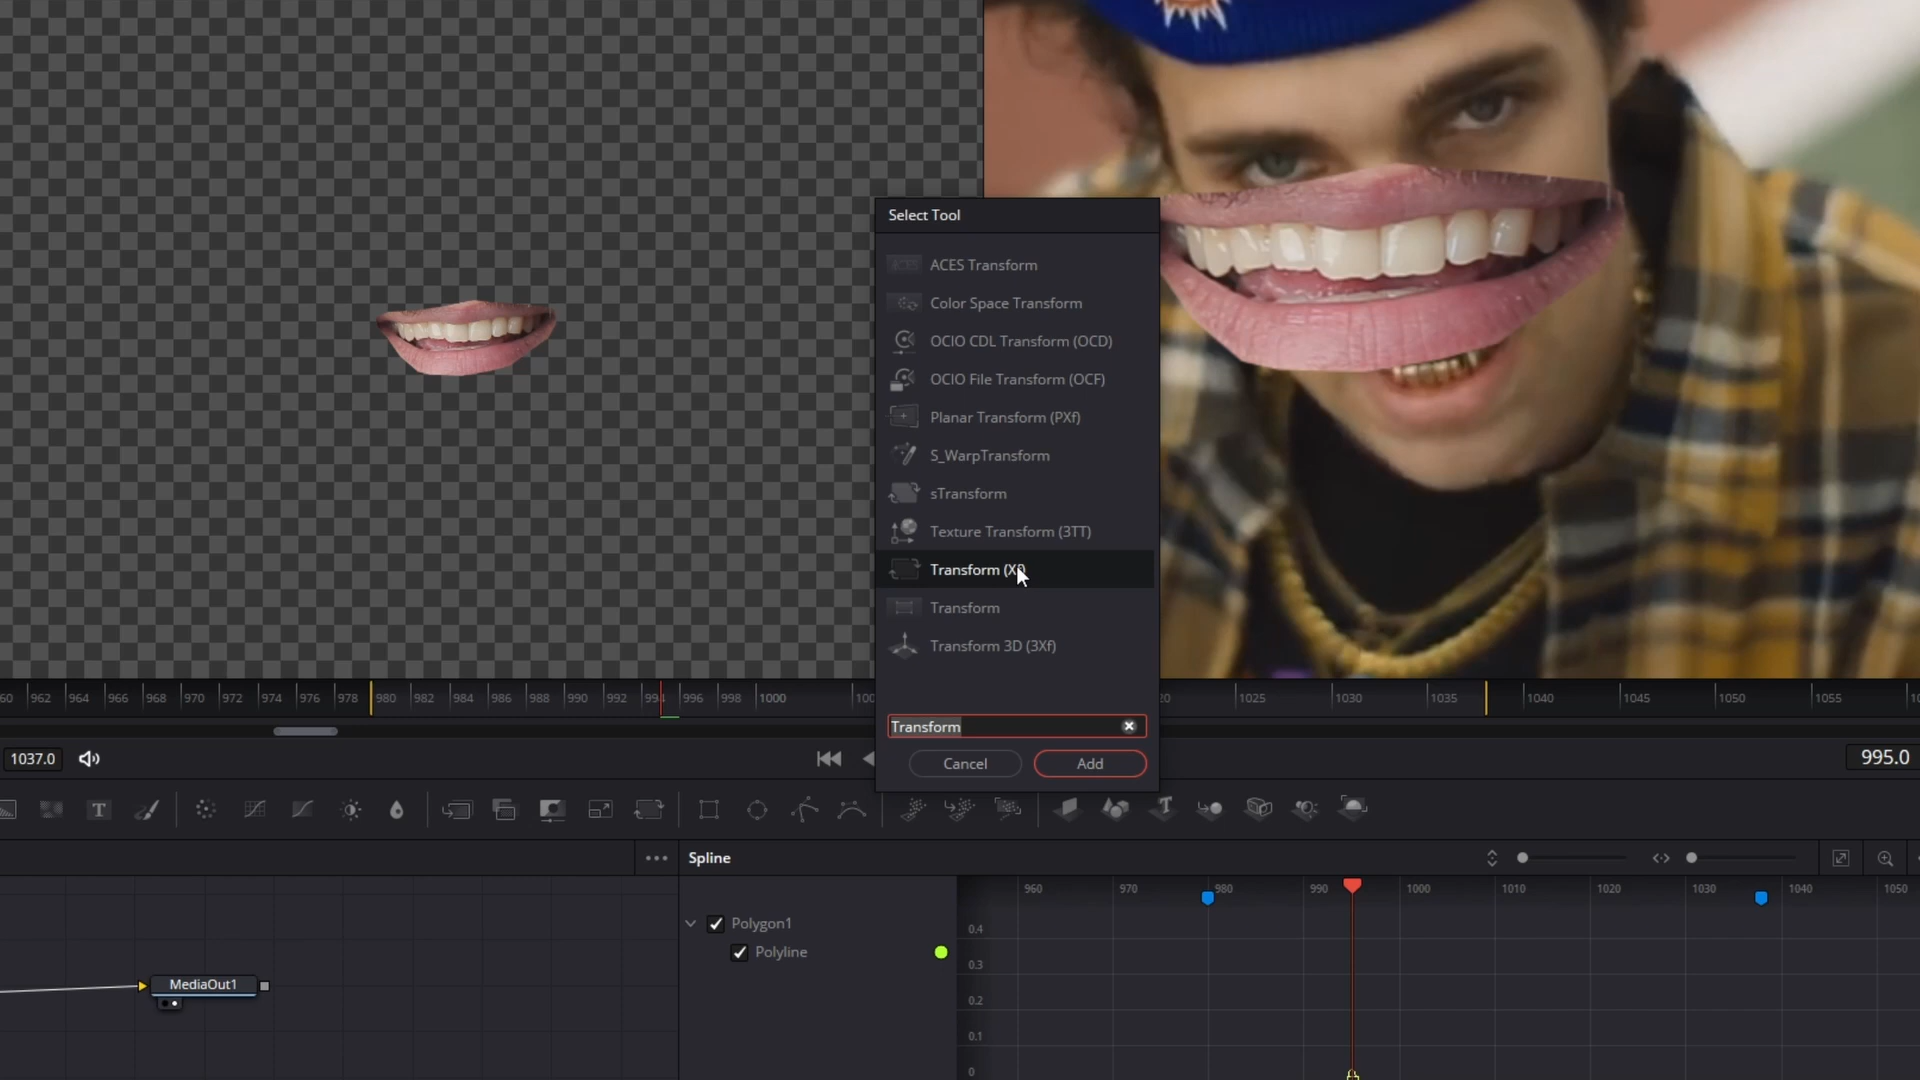 Select Tool
ACES Transform
Color Space Transform
OCIO CDL Transform (OCD)
OCIO File Transform (OCF)
Planar Transform (PXf)
S_WarpTransform
sTransform
Texture Transform (3TT)
Transform
Transform
Transform 3D (3Xf)
962 964 966 968 970 972 974 976 978 980 982 984 986 988 990 992 994 996 998 1000 1025 1030 1035 1040 1045 1050 1055
Transform
1037.0
Cancel Add
995.0
T T
Spline
960 970 980 990 1000 1010 1020 1030 1040 1050
Polygon1
0.4
Polyline
0.3
MediaOut1
0.2
0.1
0